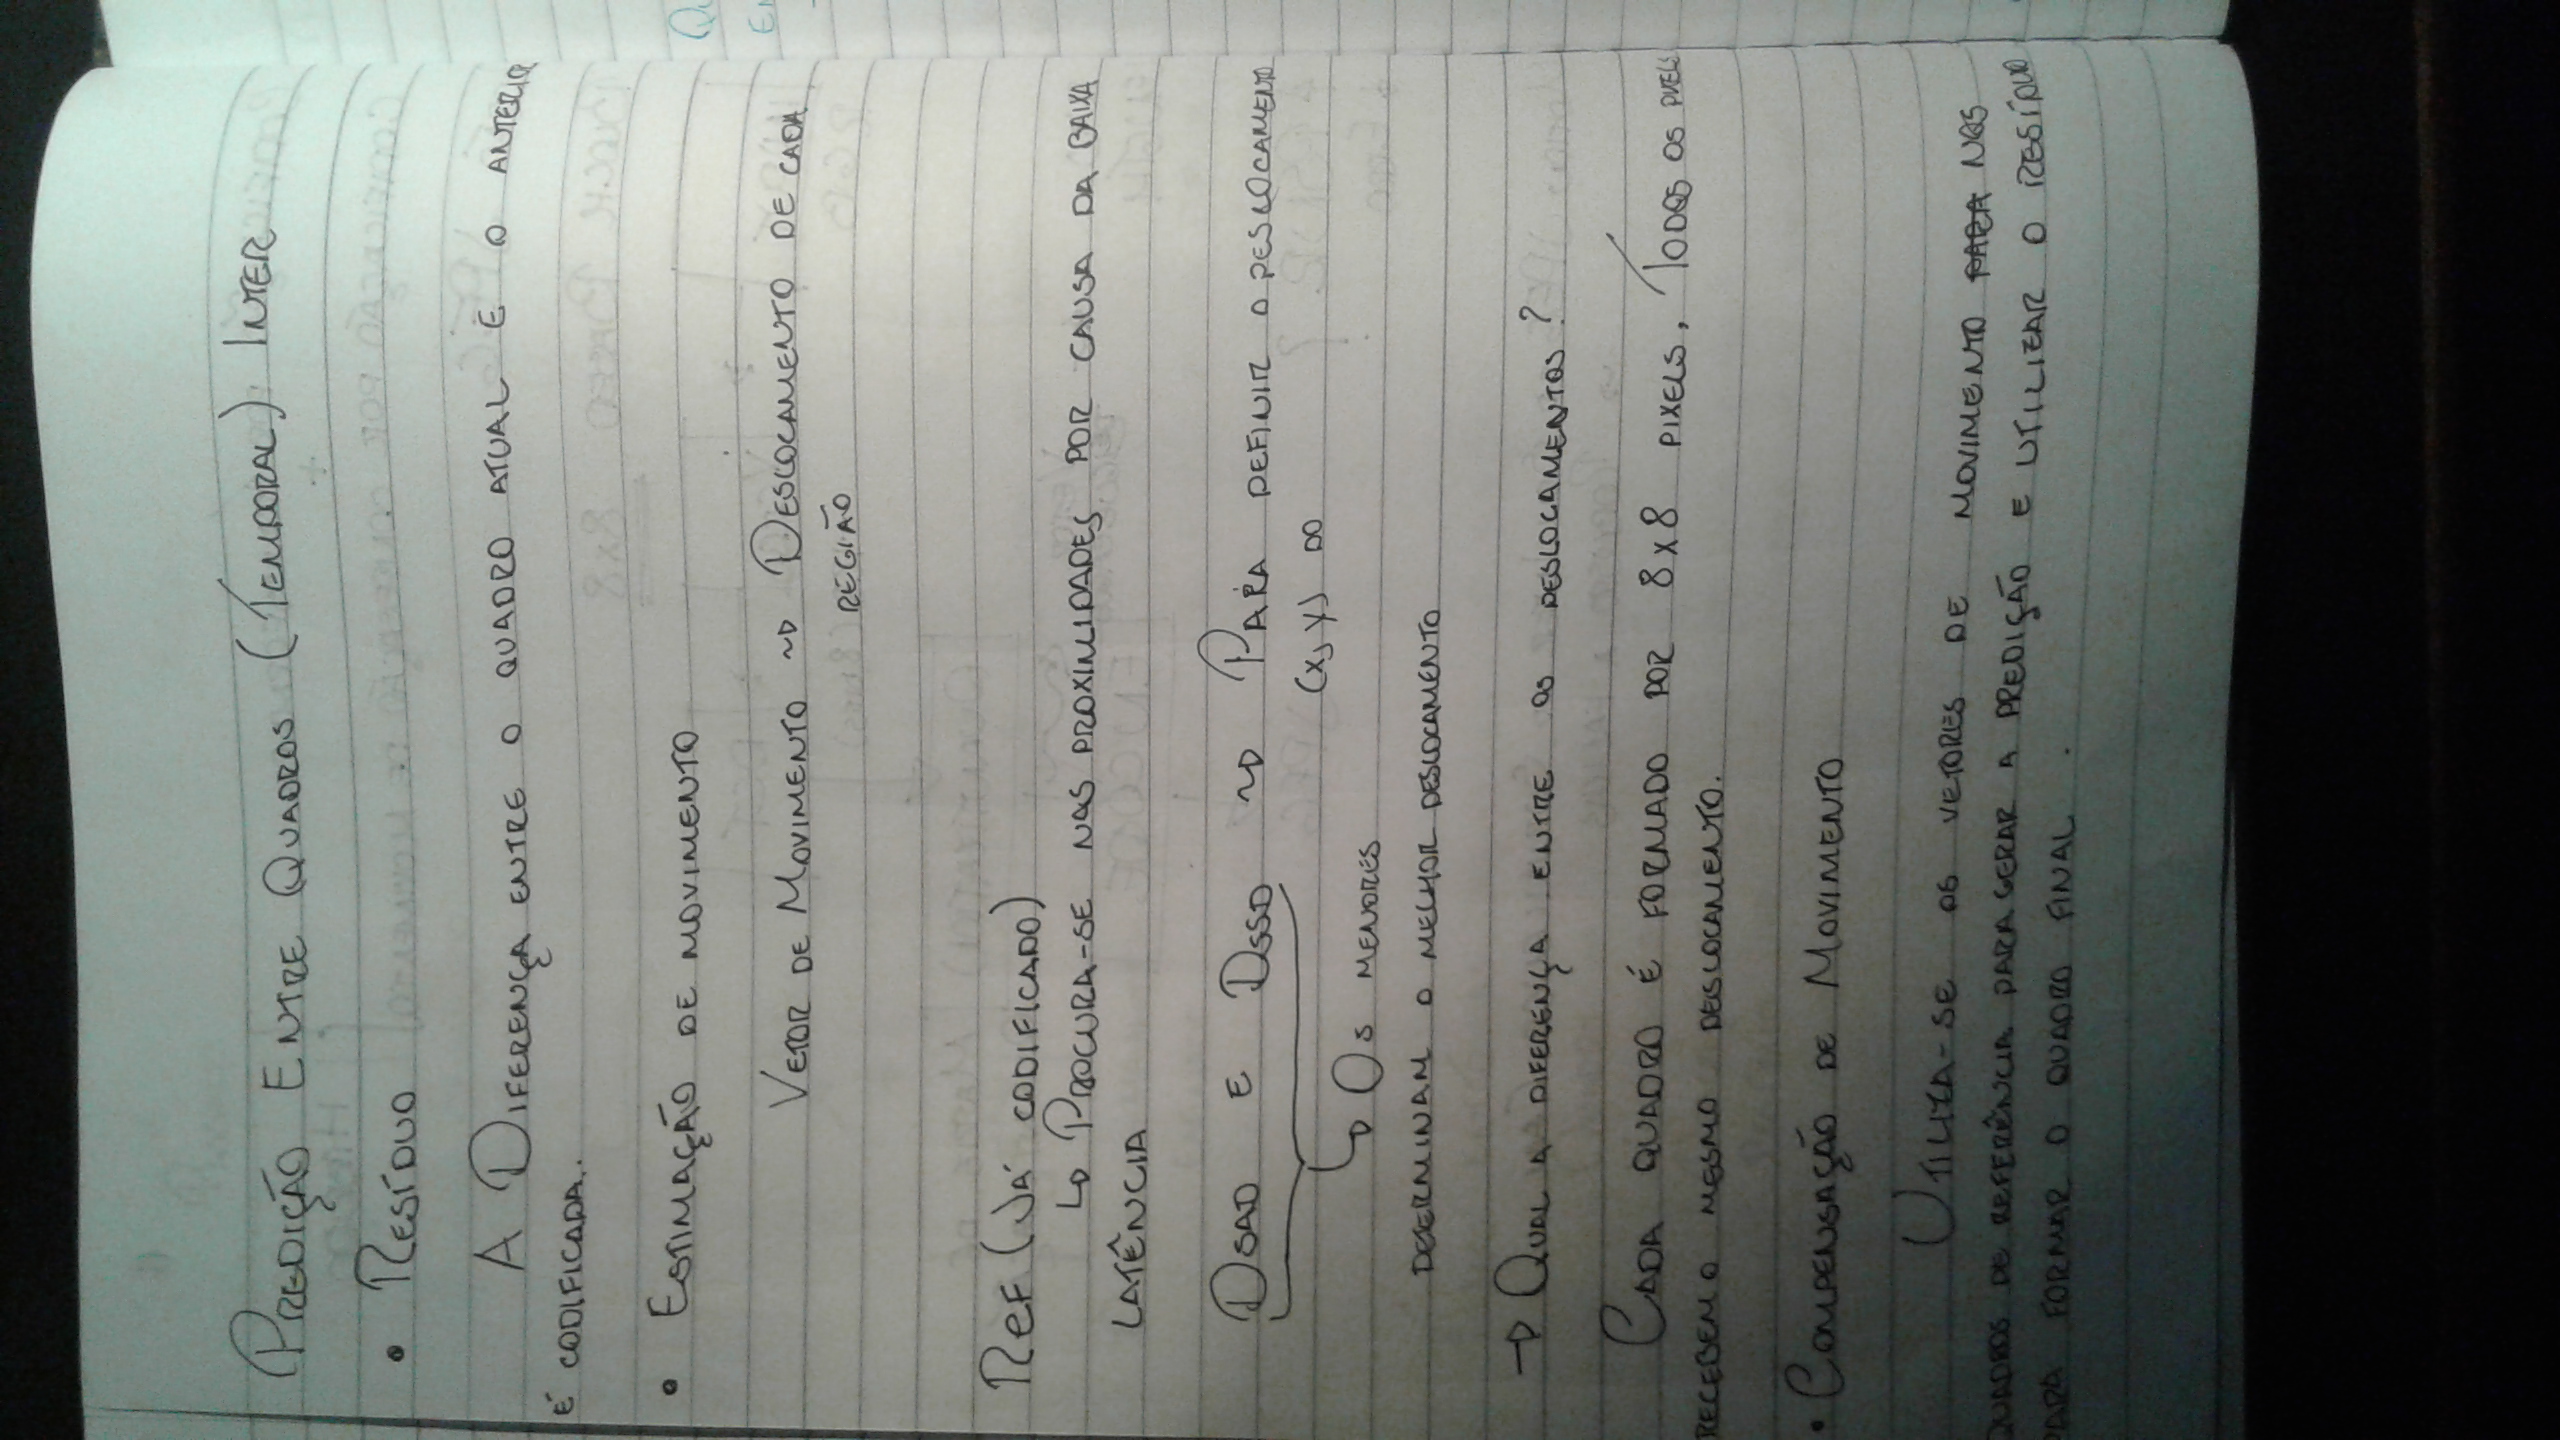 PREDIÇÃO ENTRE QUADROS (TEMPORAL) INTER
• RESÍDUO
A DIFERENÇA ENTRE O QUADRO ATUAL E O ANTERIOR
É CODIFICADA.
• ESTIMAÇÃO DE MOVIMENTO
VETOR DE MOVIMENTO ~> DESLOCAMENTO DE CADA
REGIÃO
REF (JÁ CODIFICADO)
↳ PROCURA-SE NAS PROXIMIDADES POR CAUSA DA BAIXA
LATÊNCIA
DSAD E DSSD ~> PARA DEFINIR O DESLOCAMENTO
(X, Y) DO
↳ OS MENORES
DETERMINAM O MELHOR DESLOCAMENTO
→ QUAL A DIFERENÇA ENTRE OS DESLOCAMENTOS?
CADA QUADRO É FORMADO POR 8X8 PIXELS. TODOS OS PIXELS
RECEBEM O MESMO DESLOCAMENTO.
• COMPENSAÇÃO DE MOVIMENTO
UTILIZA-SE OS VETORES DE MOVIMENTO PARA NOS
QUADROS DE REFERÊNCIA PARA GERAR A PREDIÇÃO E UTILIZAR O RESÍDUO
PARA FORMAR O QUADRO FINAL.